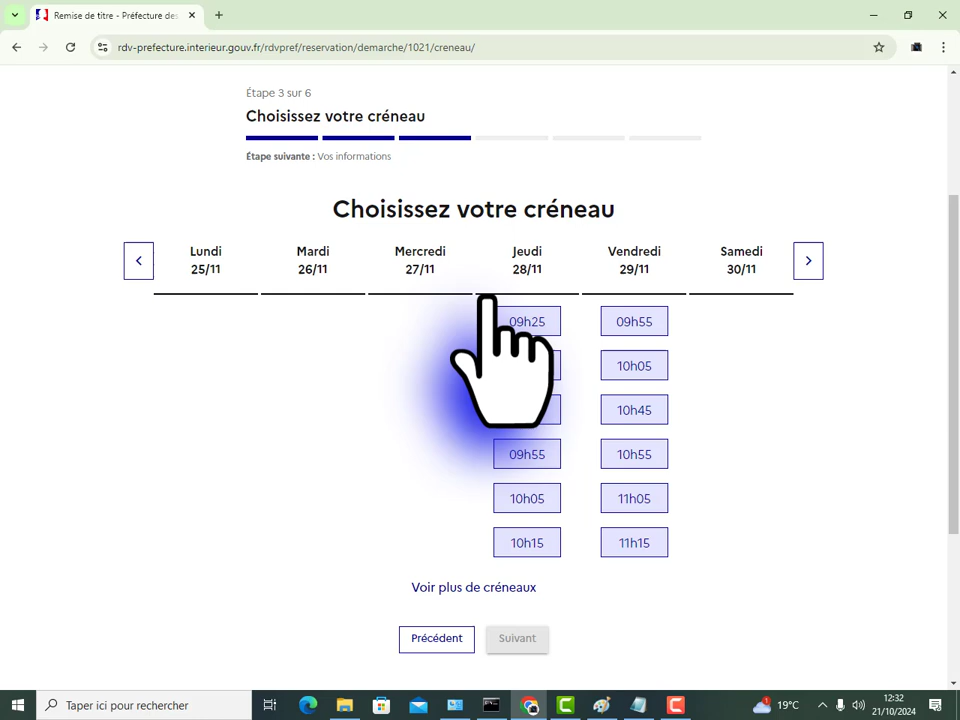 Remise de titre - Préfecture des
rdv-prefecture.interieur.gouv.fr/rdvpref/reservation/demarche/1021/creneau/
Étape 3 sur 6
Choisissez votre créneau
Étape suivante : Vos informations
Choisissez votre créneau
Lundi 25/11
Mardi 26/11
Mercredi 27/11
Jeudi 28/11
Vendredi 29/11
Samedi 30/11
09h25 09h55
10h05
10h45
09h55 10h55
10h05 11h05
10h15 11h15
Voir plus de créneaux
Précédent Suivant
Taper ici pour rechercher
19°C
12:32
21/10/2024